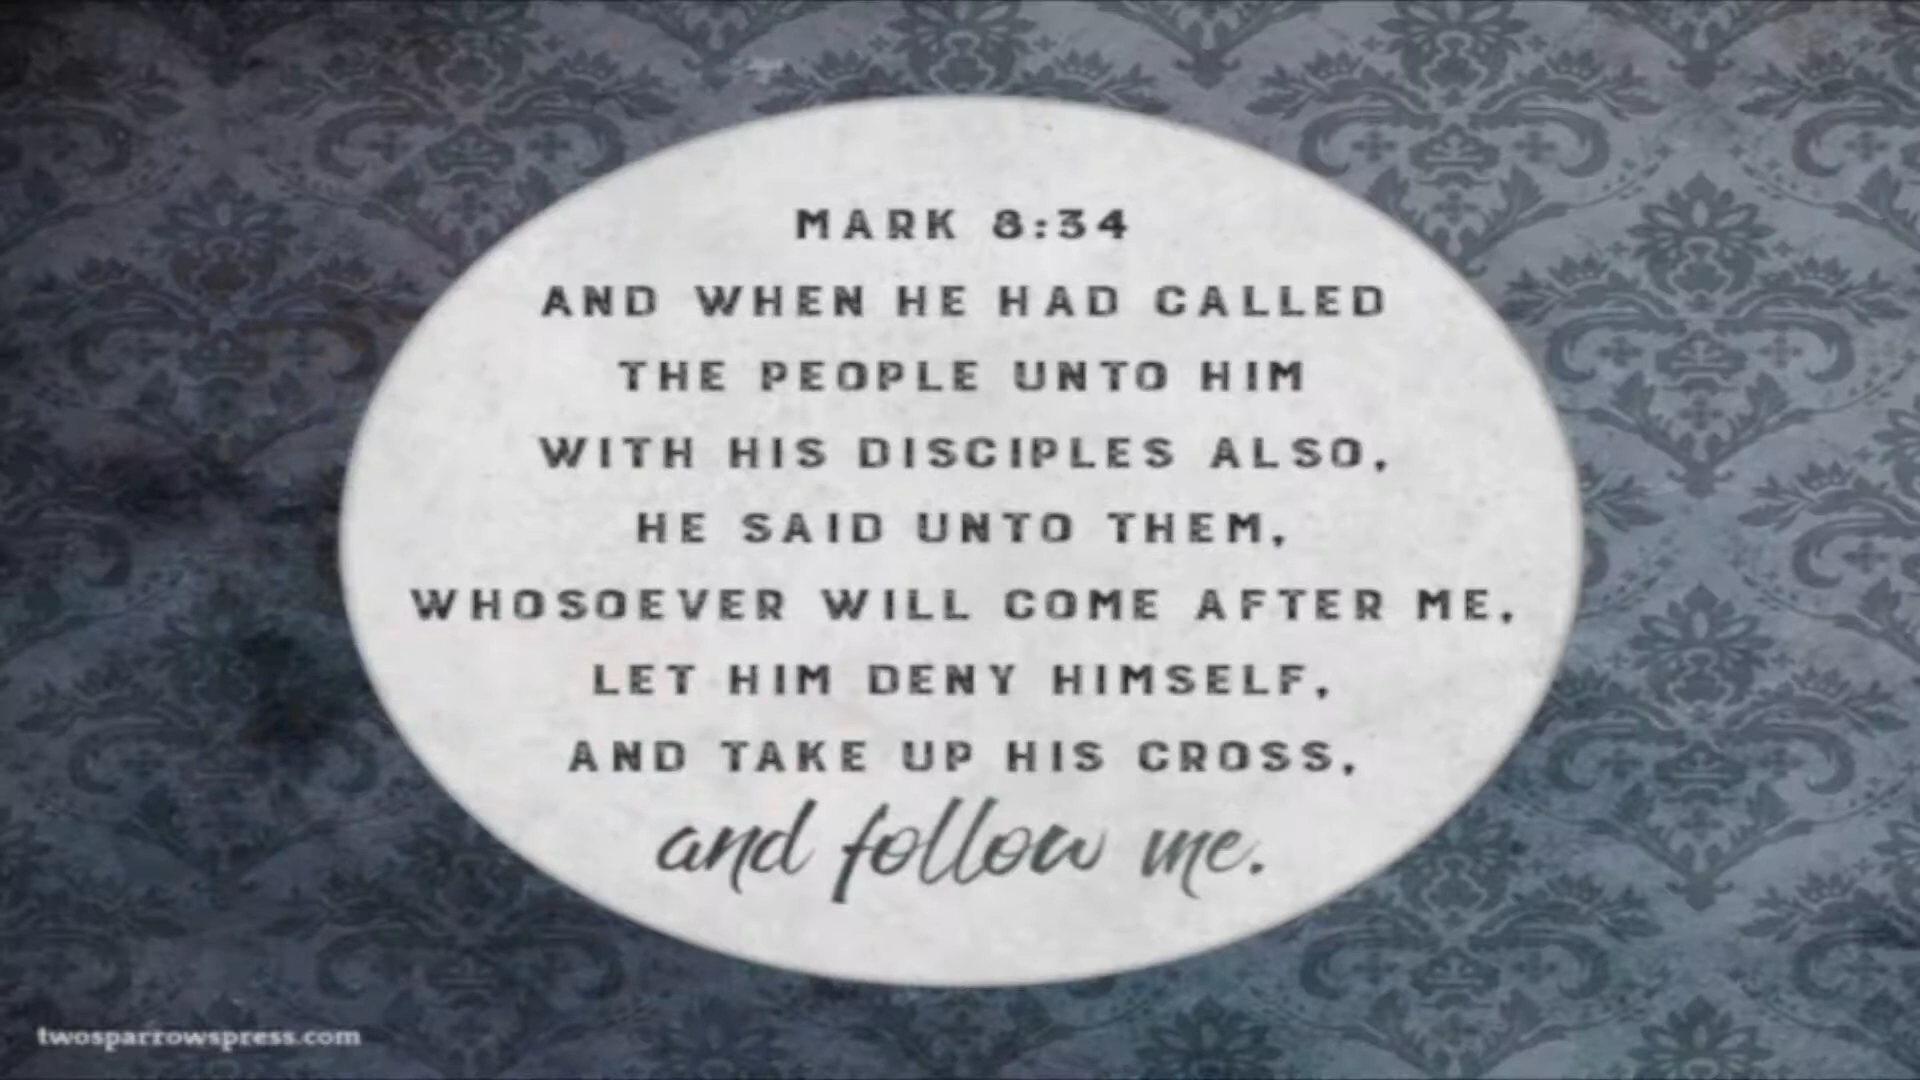 MARK 8:34
AND WHEN HE HAD CALLED
THE PEOPLE UNTO HIM
WITH HIS DISCIPLES ALSO,
HE SAID UNTO THEM,
WHOSOEVER WILL COME AFTER ME,
LET HIM DENY HIMSELF,
AND TAKE UP HIS CROSS,
and follow me.
twosparrowspress.com